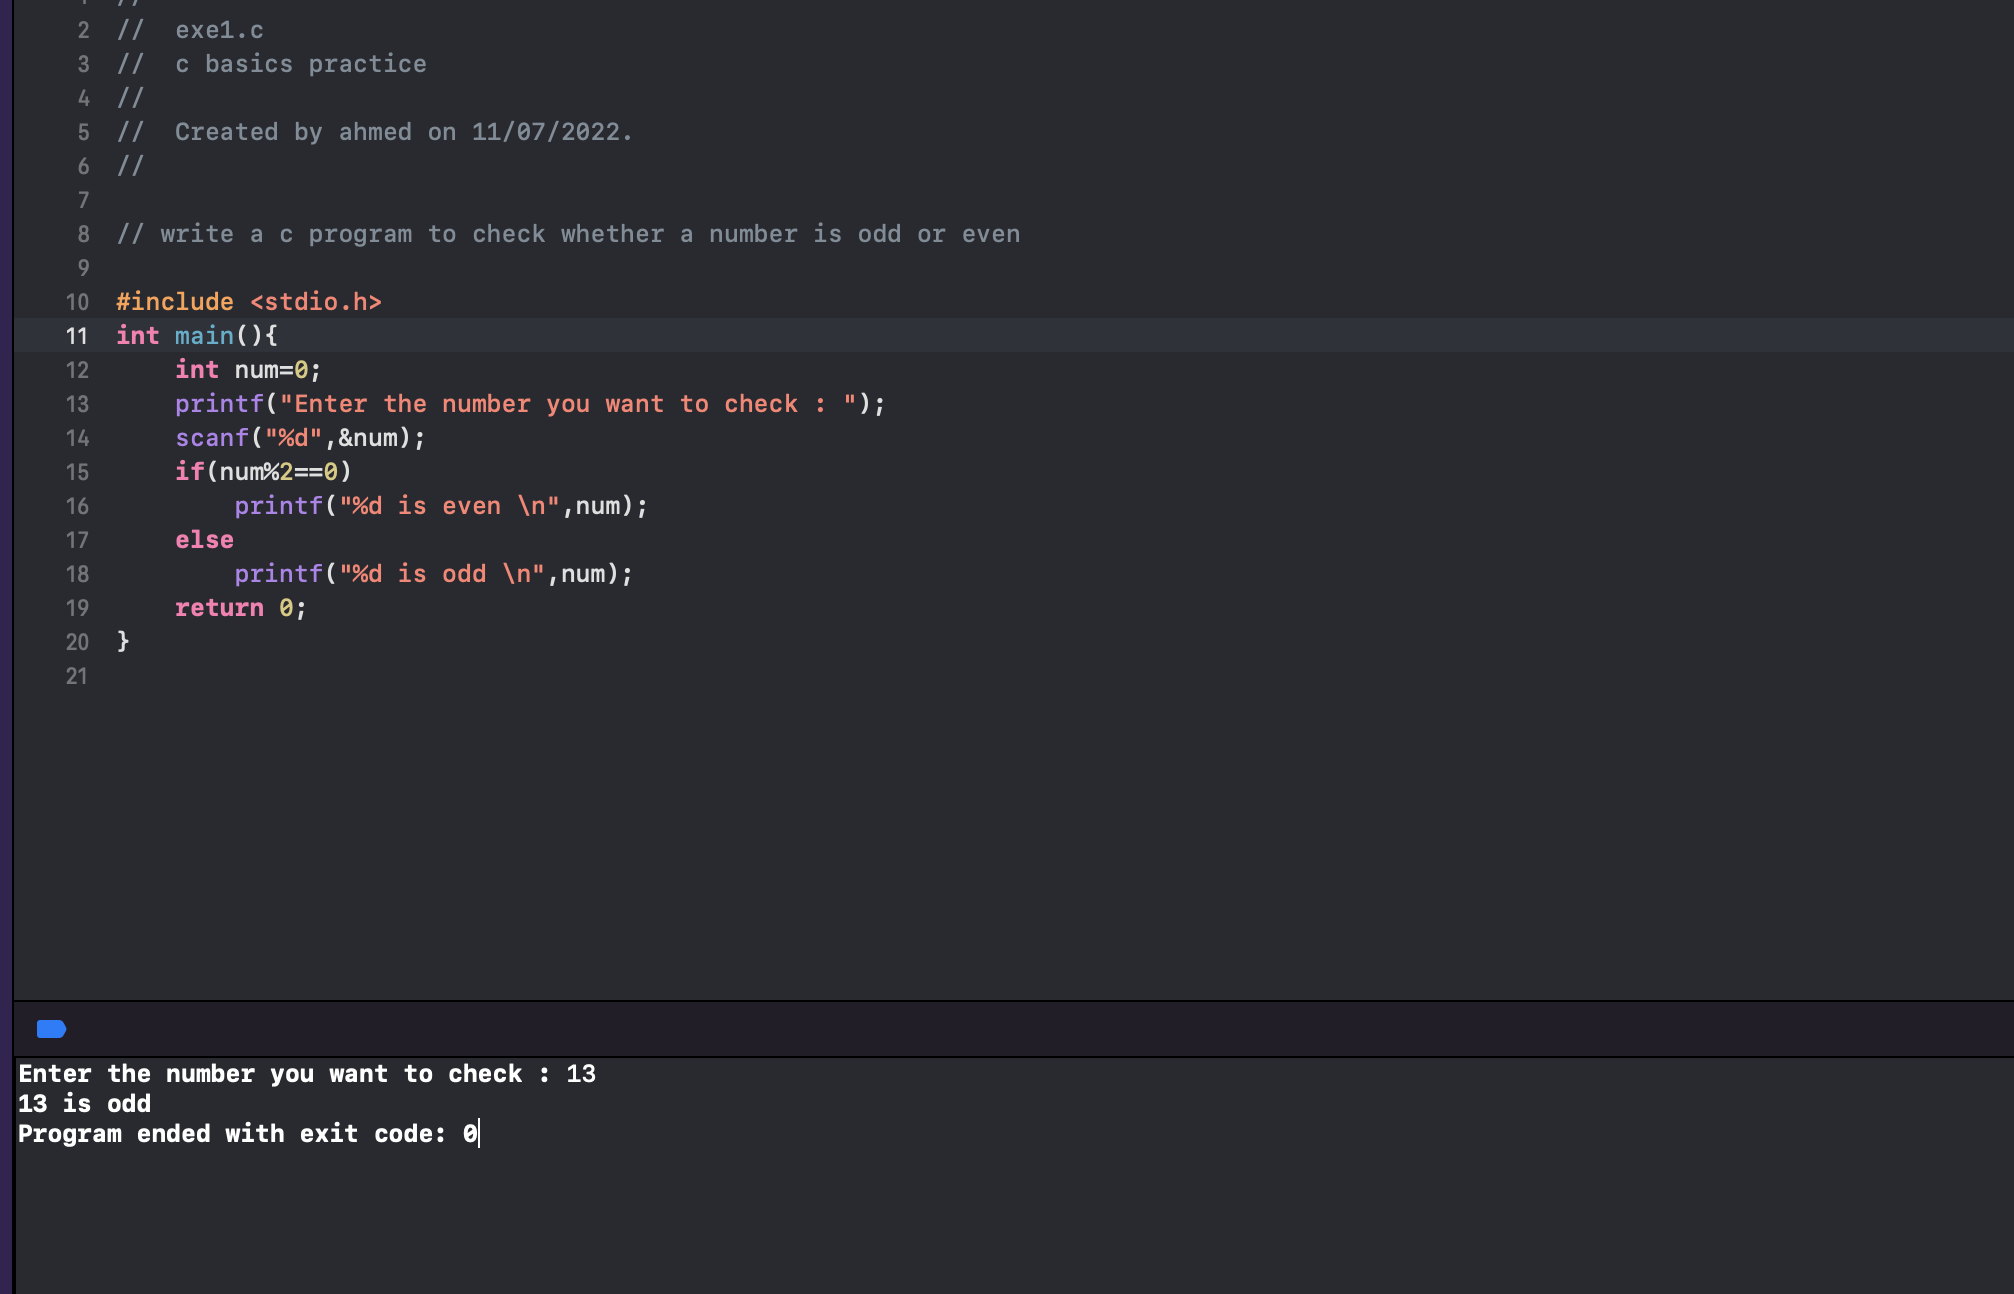 1 //
2 //  exe1.c
3 //  c basics practice
4 //
5 //  Created by ahmed on 11/07/2022.
6 //
7
8 // write a c program to check whether a number is odd or even
9
10 #include <stdio.h>
11 int main(){
12     int num=0;
13     printf("Enter the number you want to check : ");
14     scanf("%d",&num);
15     if(num%2==0)
16         printf("%d is even \n",num);
17     else
18         printf("%d is odd \n",num);
19     return 0;
20 }
21
Enter the number you want to check : 13
13 is odd
Program ended with exit code: 0